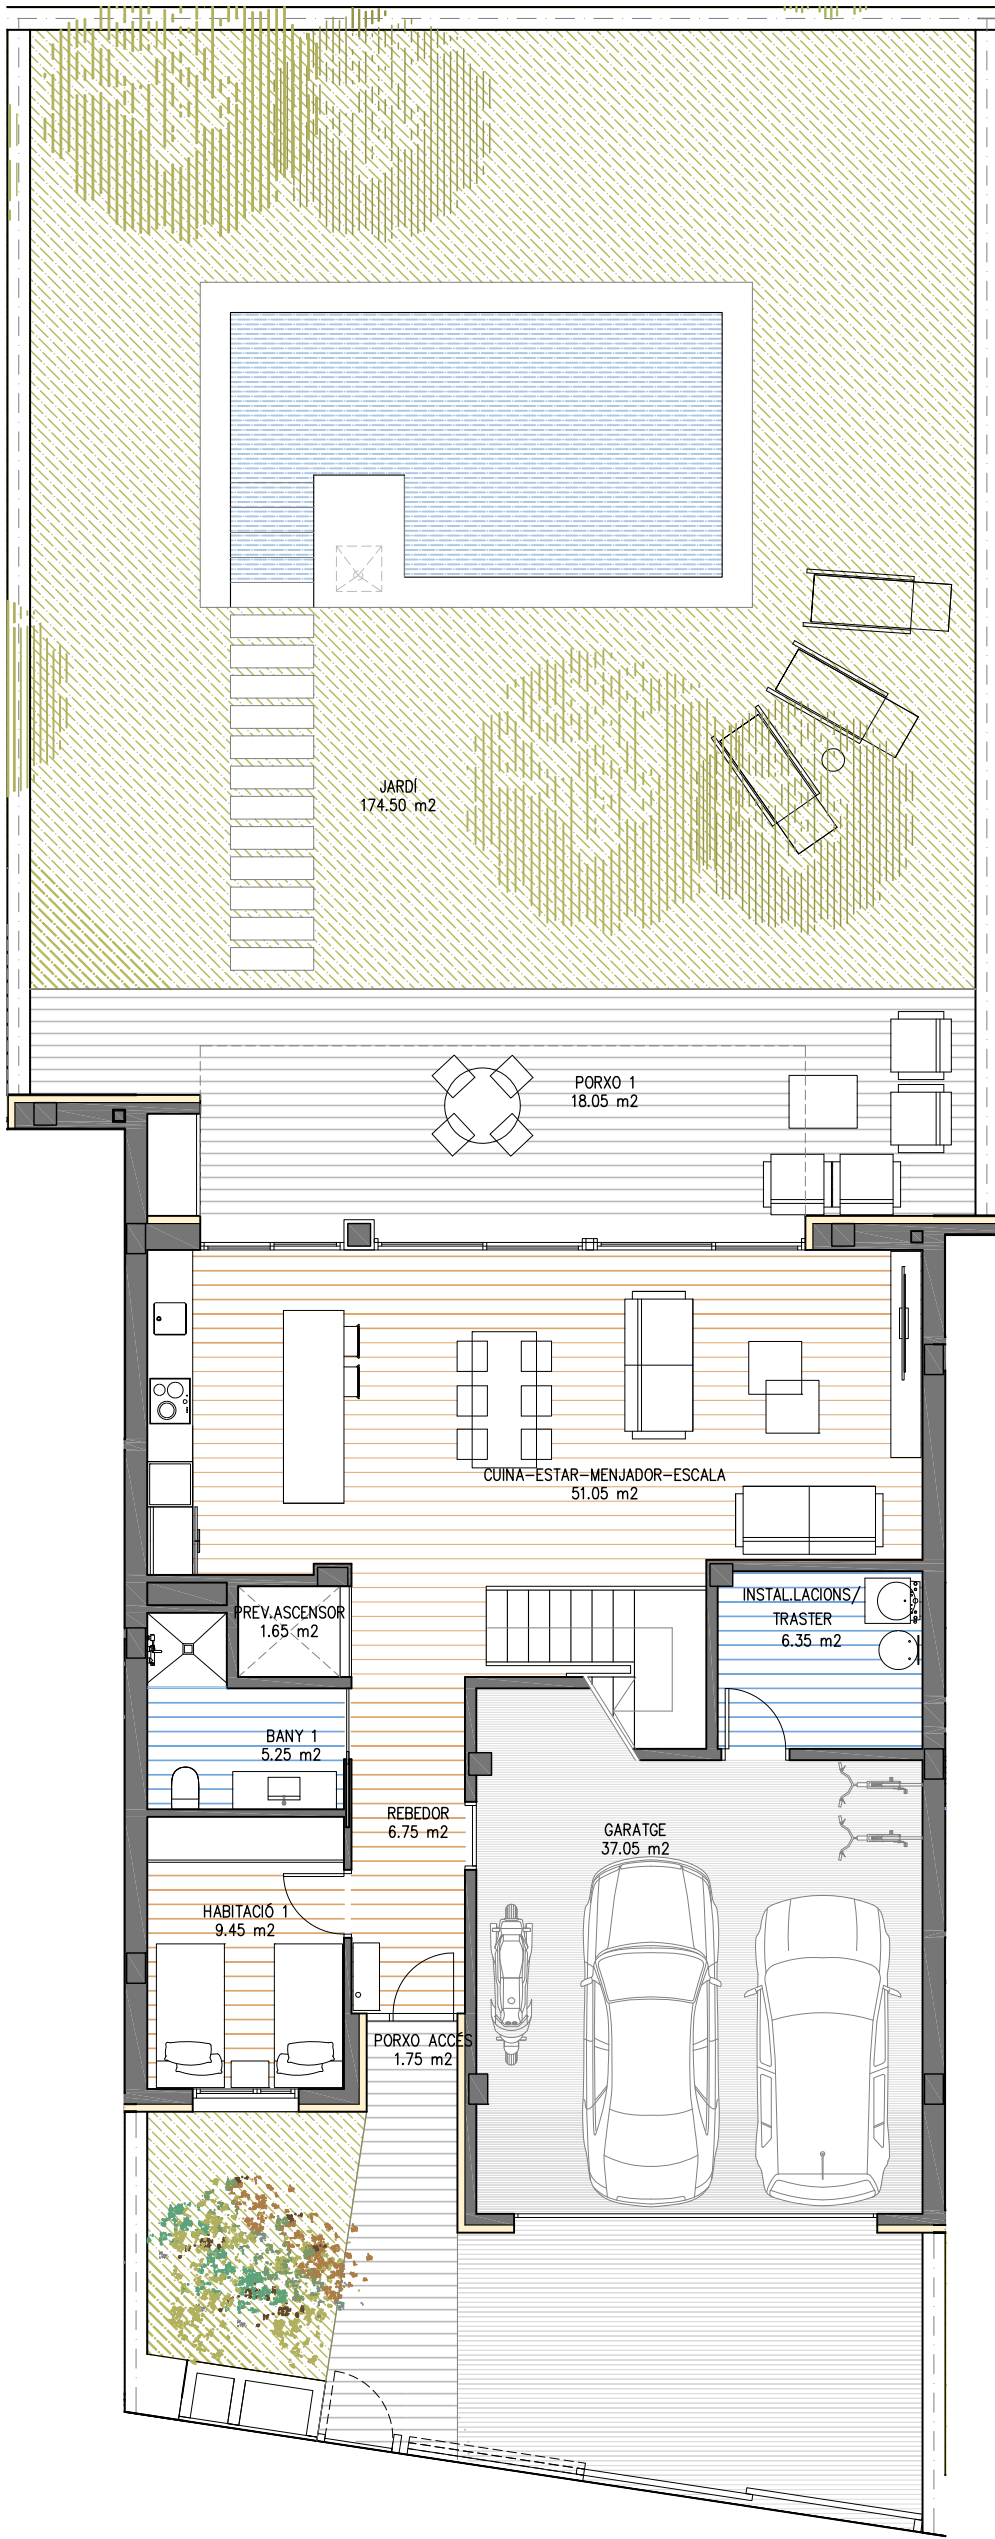 JARDÍ
174.50 m2
PORXO 1
18.05 m2
CUINA-ESTAR-MENJADOR-ESCALA
51.05 m2
PREV.ASCENSOR
1.65 m2
INSTAL.LACIONS/
TRASTER
6.35 m2
BANY 1
5.25 m2
REBEDOR
6.75 m2
GARATGE
37.05 m2
HABITACIÓ 1
9.45 m2
PORXO ACCÉS
1.75 m2